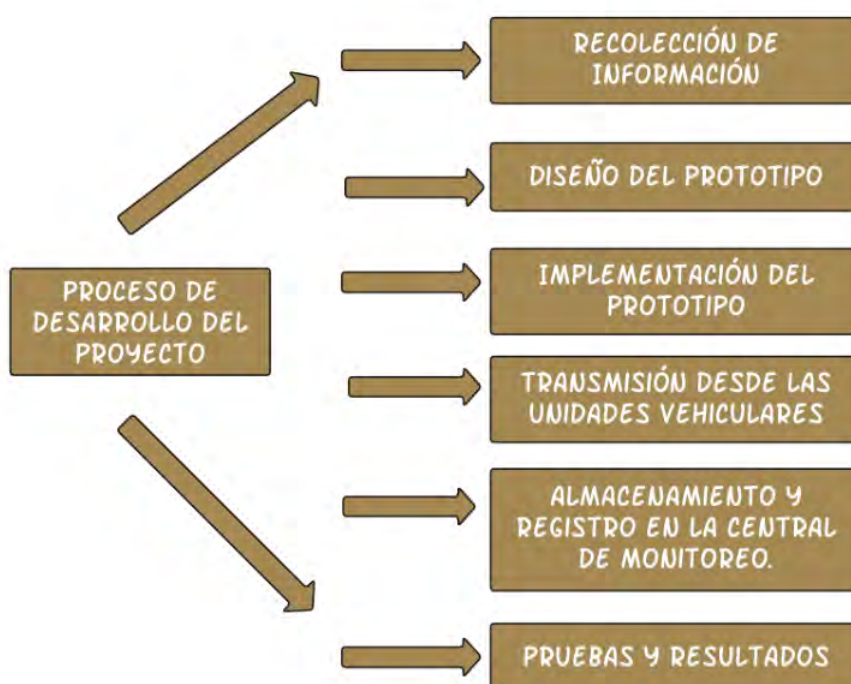 RECOLECCIÓN DE
INFORMACIÓN
DISEÑO DEL PROTOTIPO
IMPLEMENTACIÓN DEL
PROTOTIPO
PROCESO DE
DESARROLLO DEL
PROYECTO
TRANSMISIÓN DESDE LAS
UNIDADES VEHICULARES
ALMACENAMIENTO Y
REGISTRO EN LA CENTRAL
DE MONITOREO.
PRUEBAS Y RESULTADOS